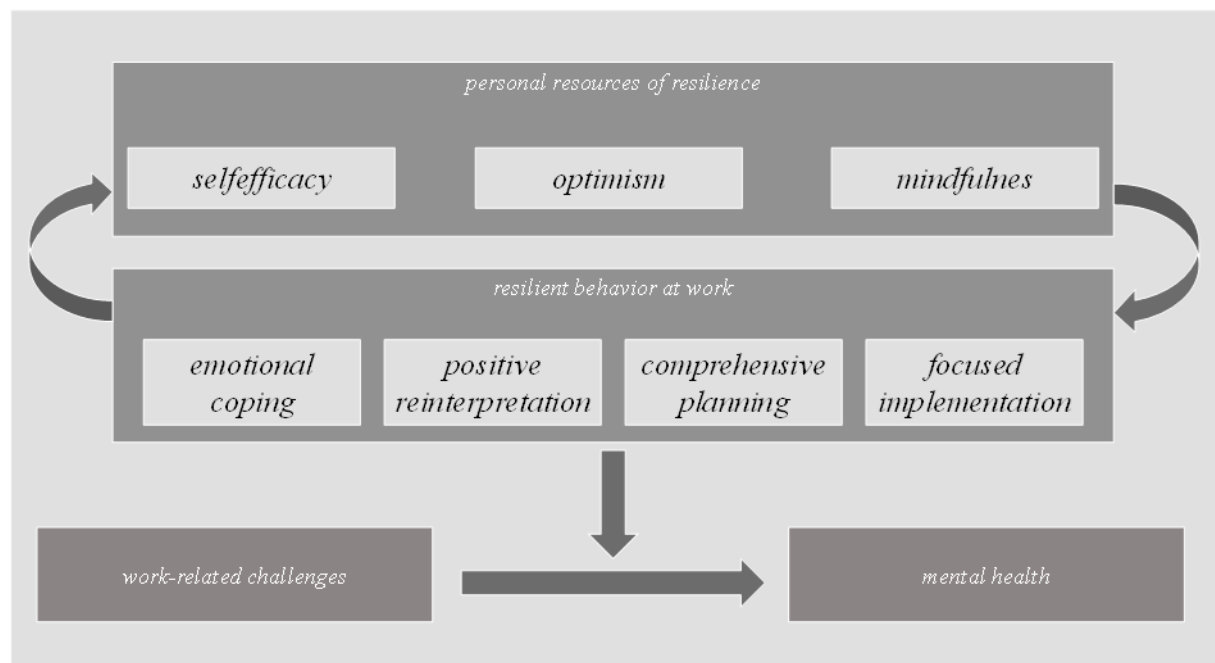 personal resources of resilience
selfefficacy
optimism
mindfulnes
resilient behavior at work
emotional
coping
positive
reinterpretation
comprehensive
planning
focused
implementation
work-related challenges
mental health